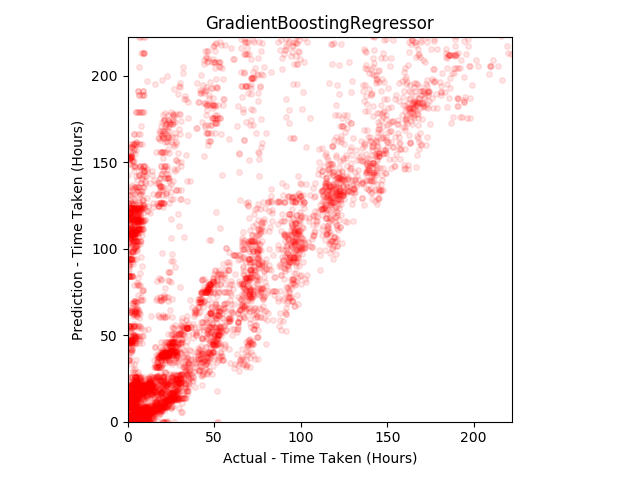 GradientBoostingRegressor
Prediction - Time Taken (Hours)
200
150
100
50
0
0 50 100 150 200
Actual - Time Taken (Hours)